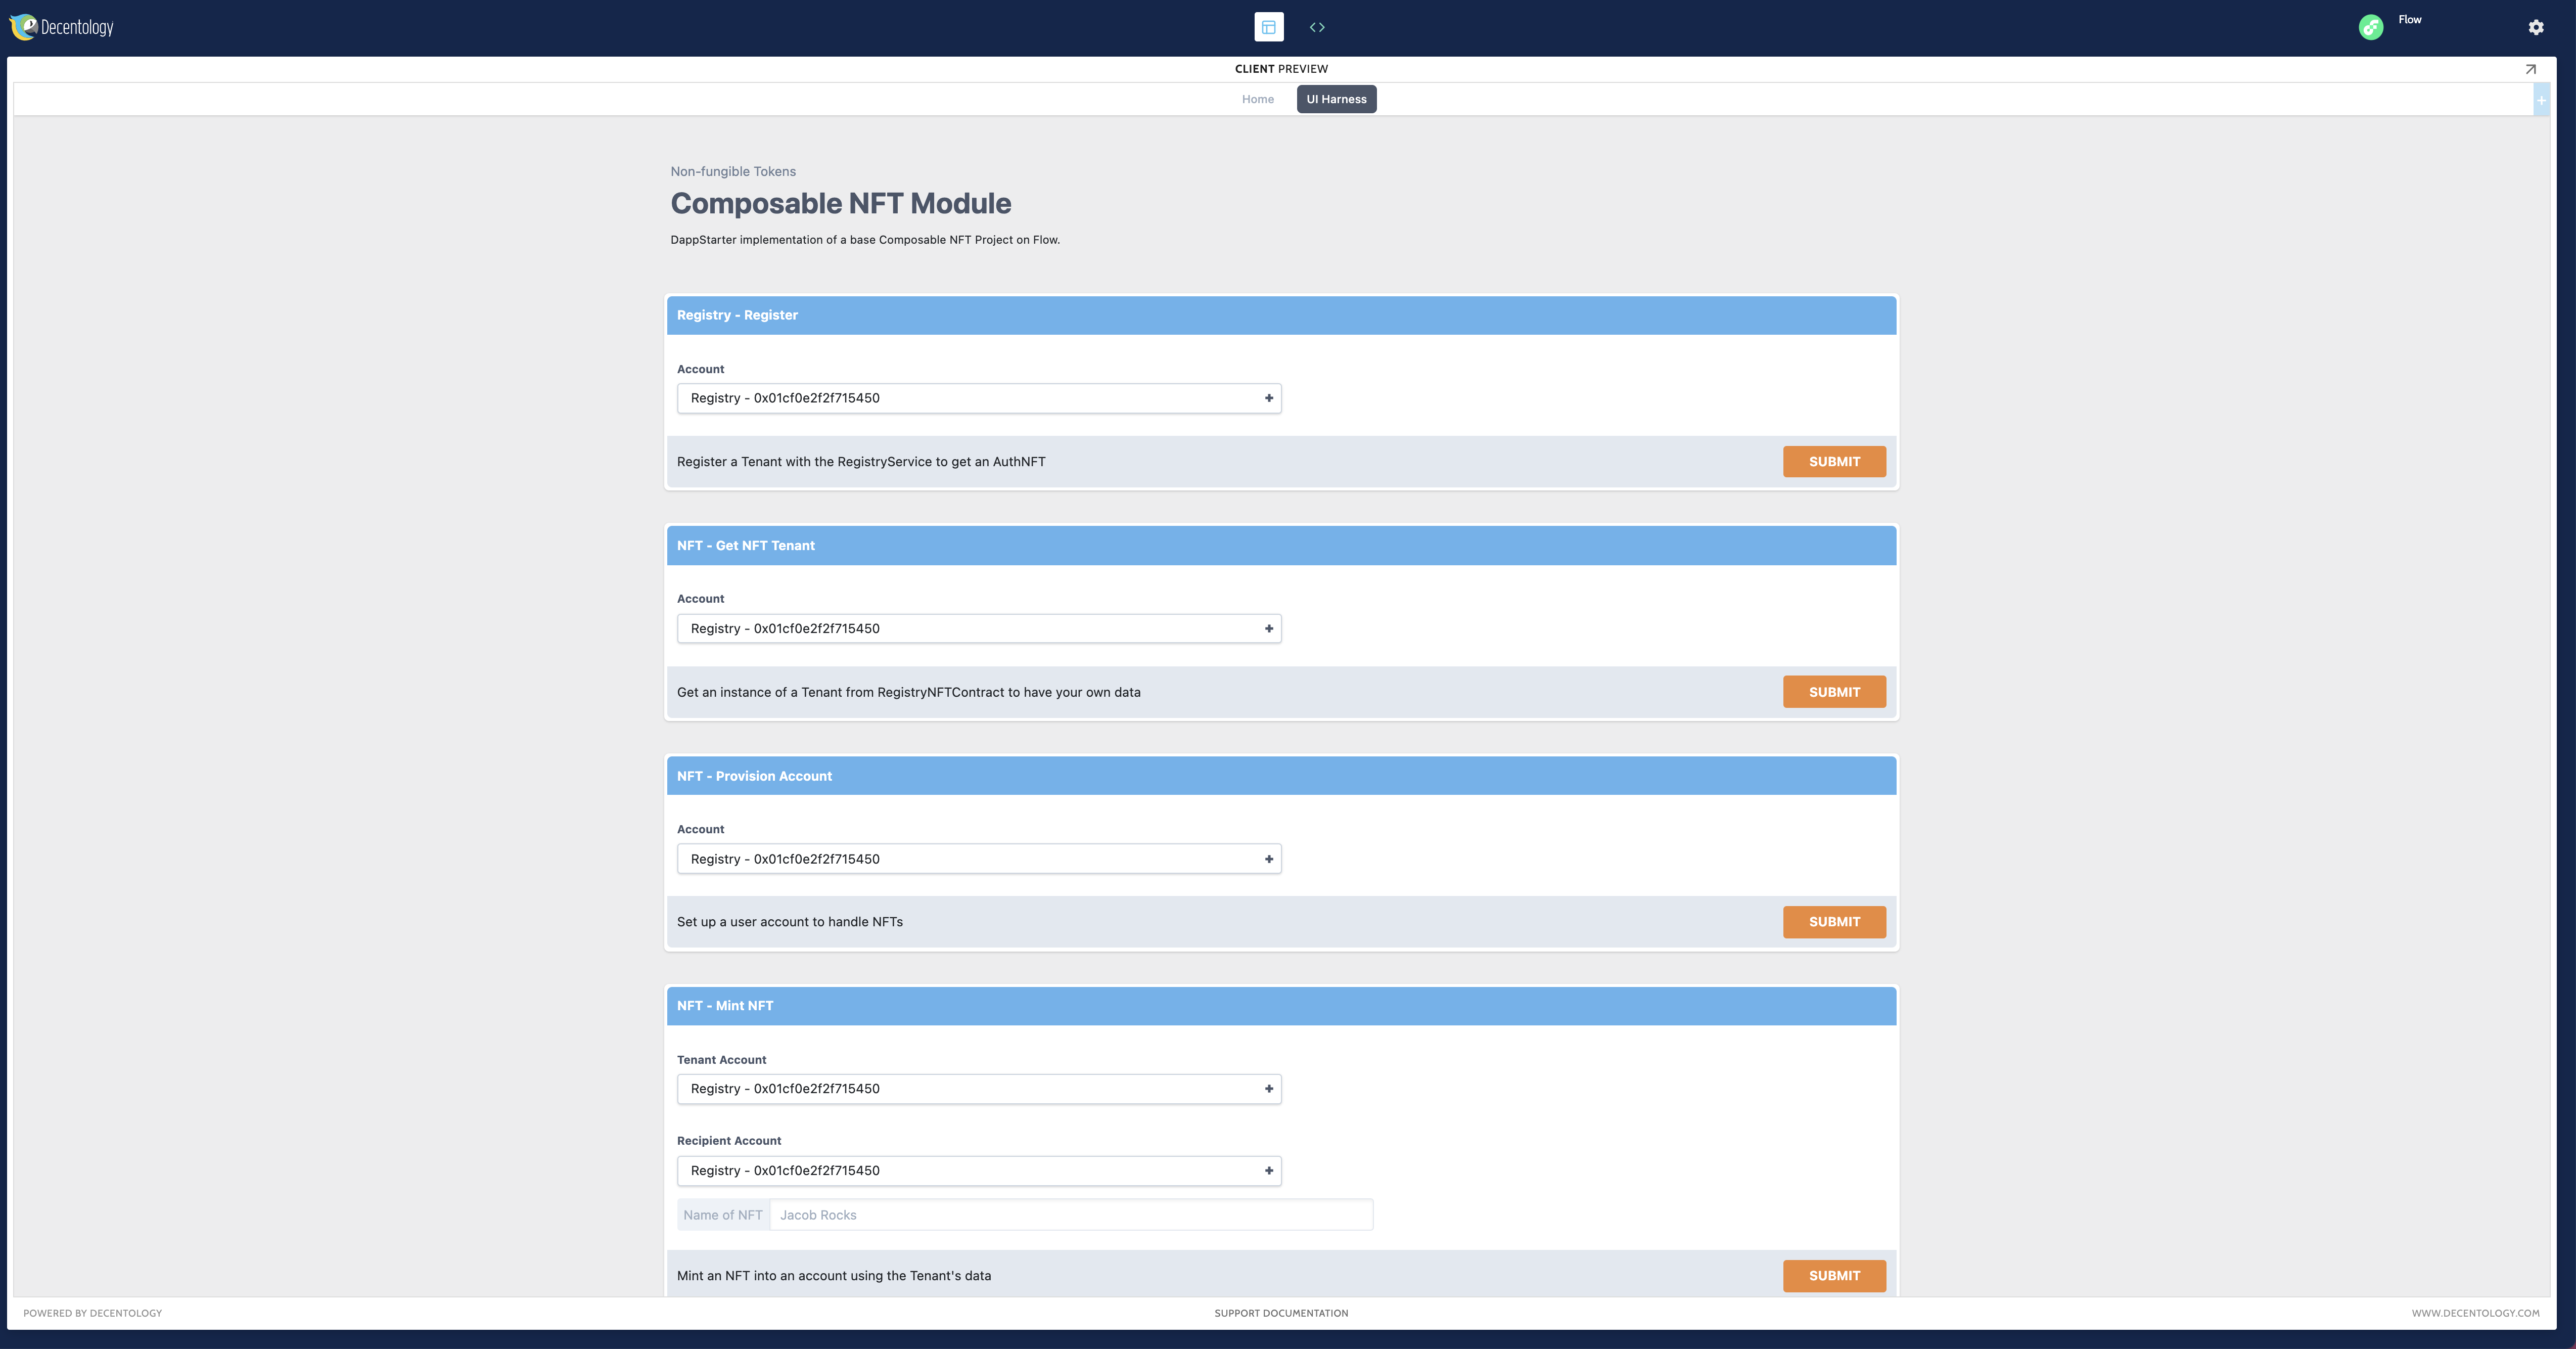 Decentology
Flow
CLIENT PREVIEW
Home
UI Harness
Non-fungible Tokens
Composable NFT Module
DappStarter implementation of a base Composable NFT Project on Flow.
Registry - Register
Account
Registry - 0x01cf0e2f2f715450
Register a Tenant with the RegistryService to get an AuthNFT
SUBMIT
NFT - Get NFT Tenant
Account
Registry - 0x01cf0e2f2f715450
Get an instance of a Tenant from RegistryNFTContract to have your own data
SUBMIT
NFT - Provision Account
Account
Registry - 0x01cf0e2f2f715450
Set up a user account to handle NFTs
SUBMIT
NFT - Mint NFT
Tenant Account
Registry - 0x01cf0e2f2f715450
Recipient Account
Registry - 0x01cf0e2f2f715450
Name of NFT
Jacob Rocks
Mint an NFT into an account using the Tenant's data
SUBMIT
POWERED BY DECENTOLOGY
SUPPORT DOCUMENTATION
WWW.DECENTOLOGY.COM